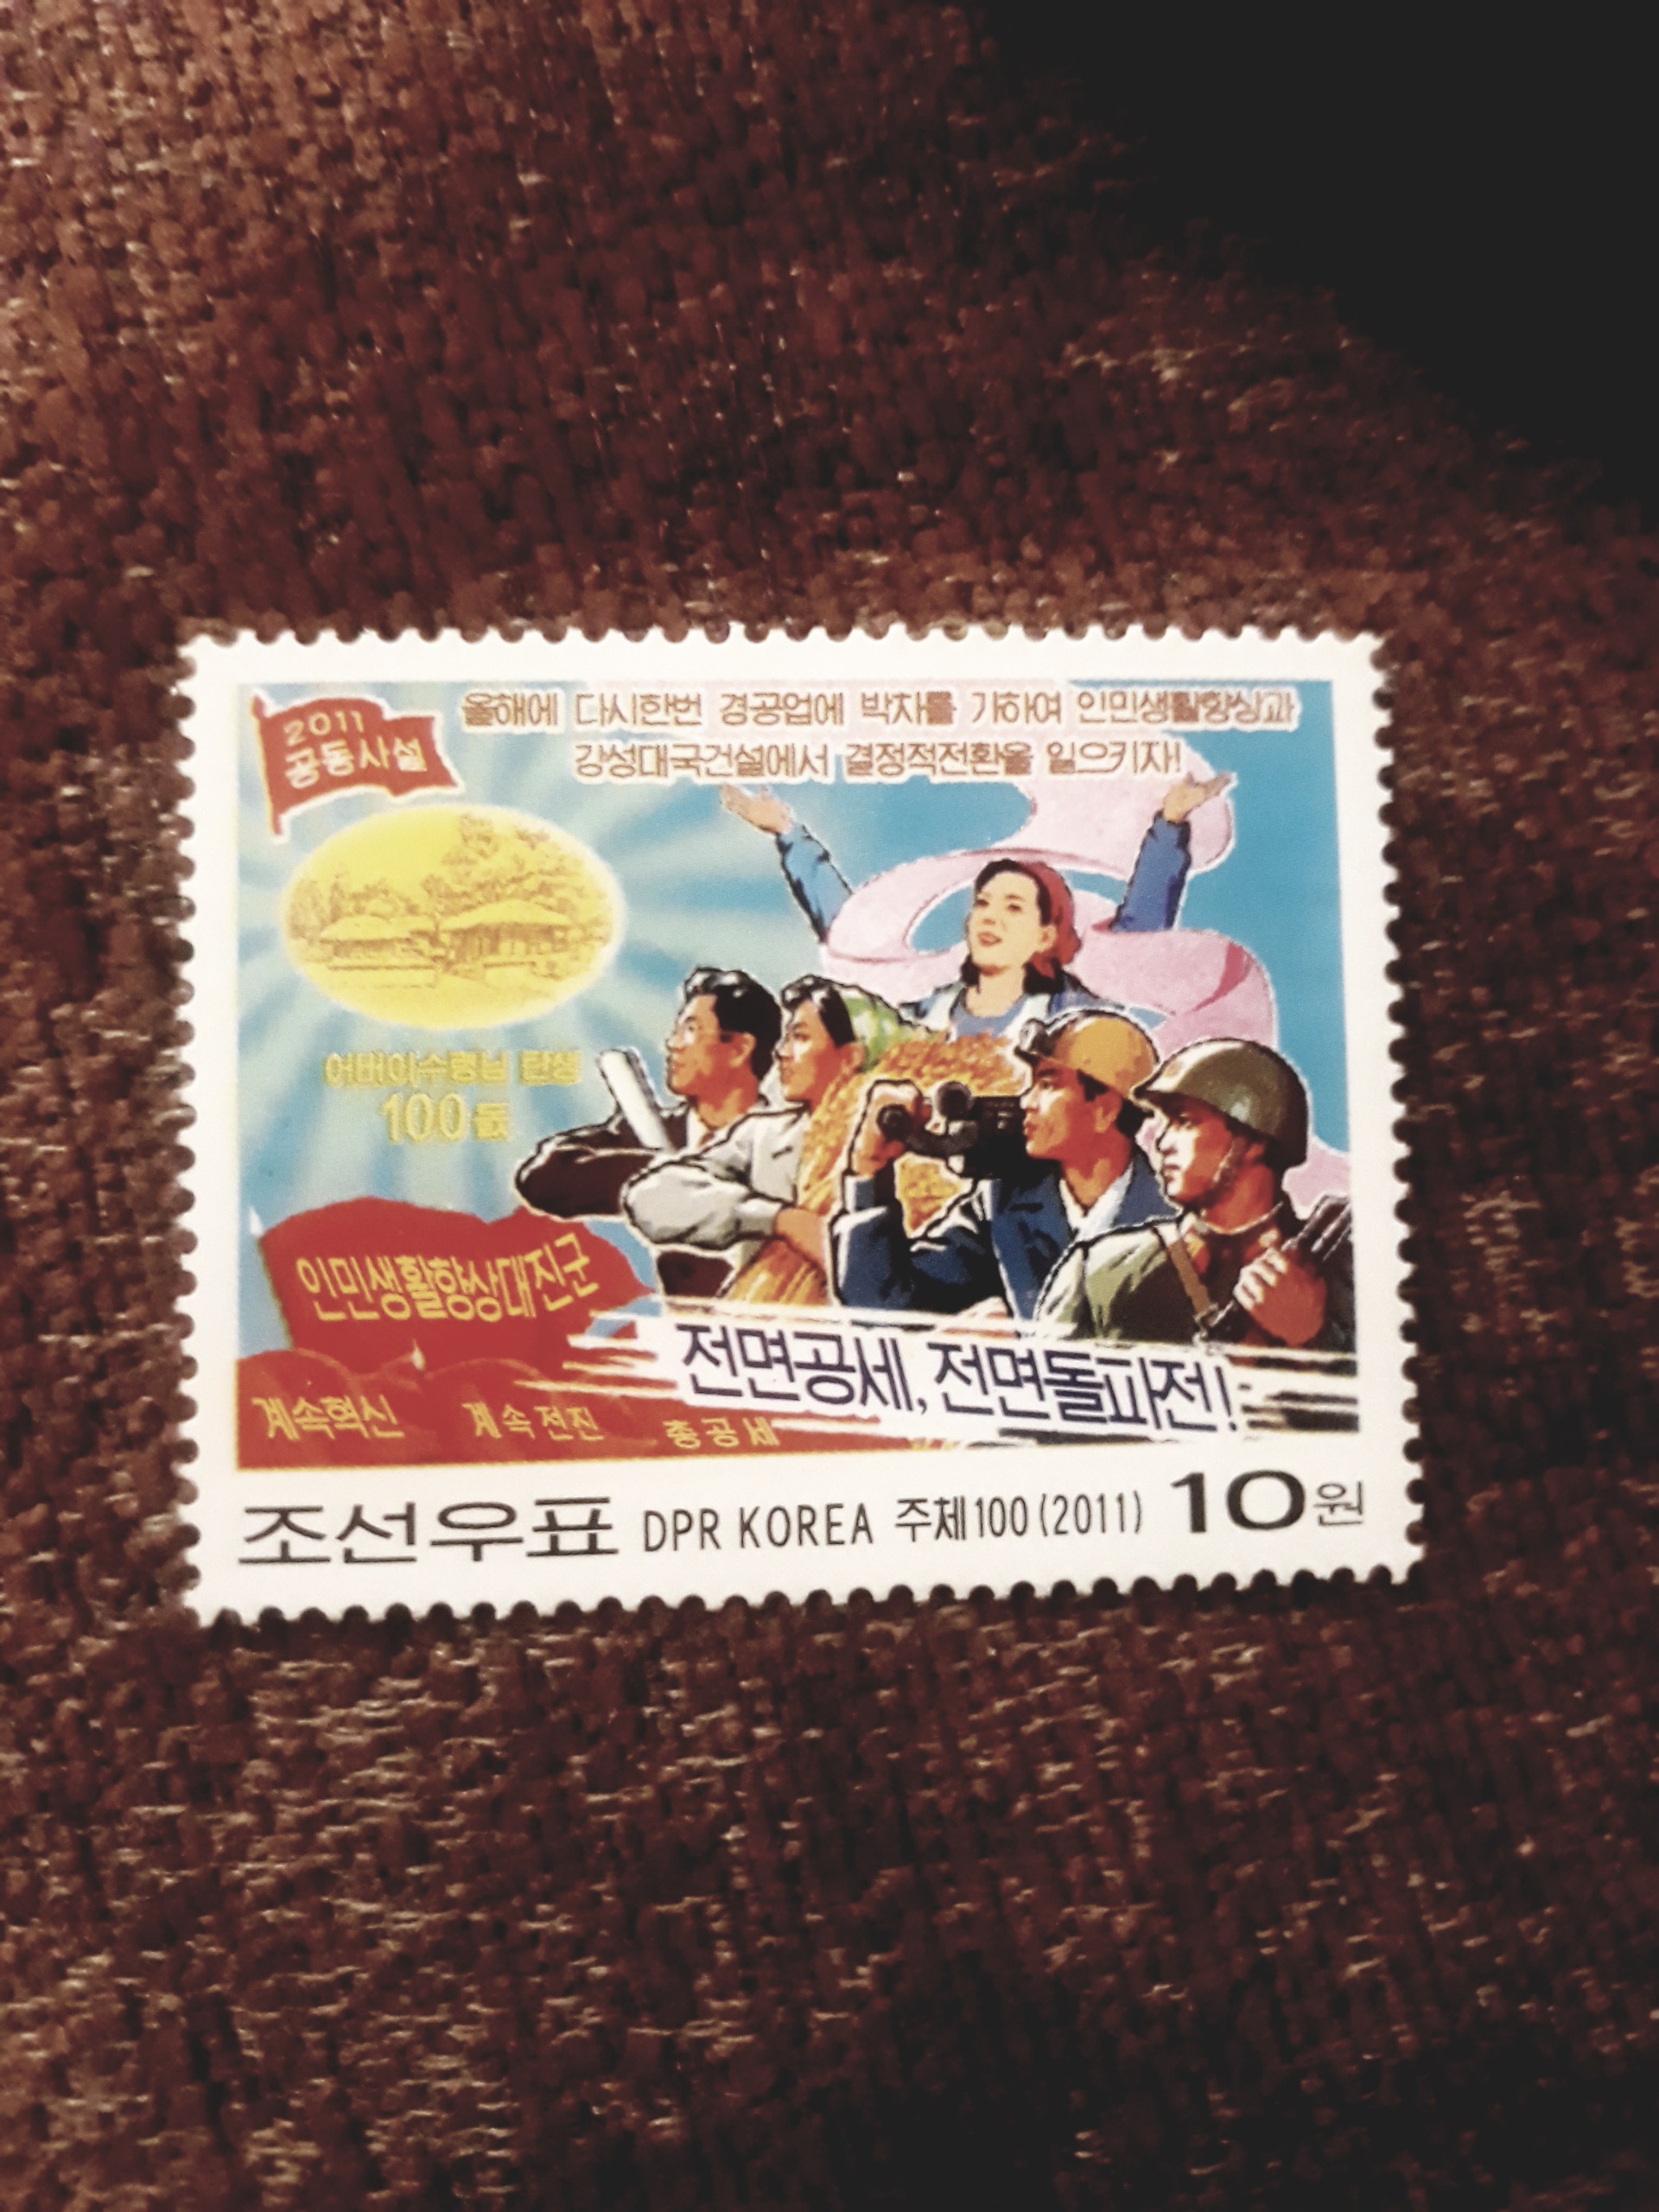 2011
공동사설
올해에 다시한번 경공업에 박차를 가하여 인민생활향상과
강성대국건설에서 결정적전환을 일으키자!
어버이수령님 탄생
100돐
인민생활향상대진군
전면공세, 전면돌파전!
계속혁신 계속전진 총공세
조선우표 DPR KOREA 주체100(2011) 10원